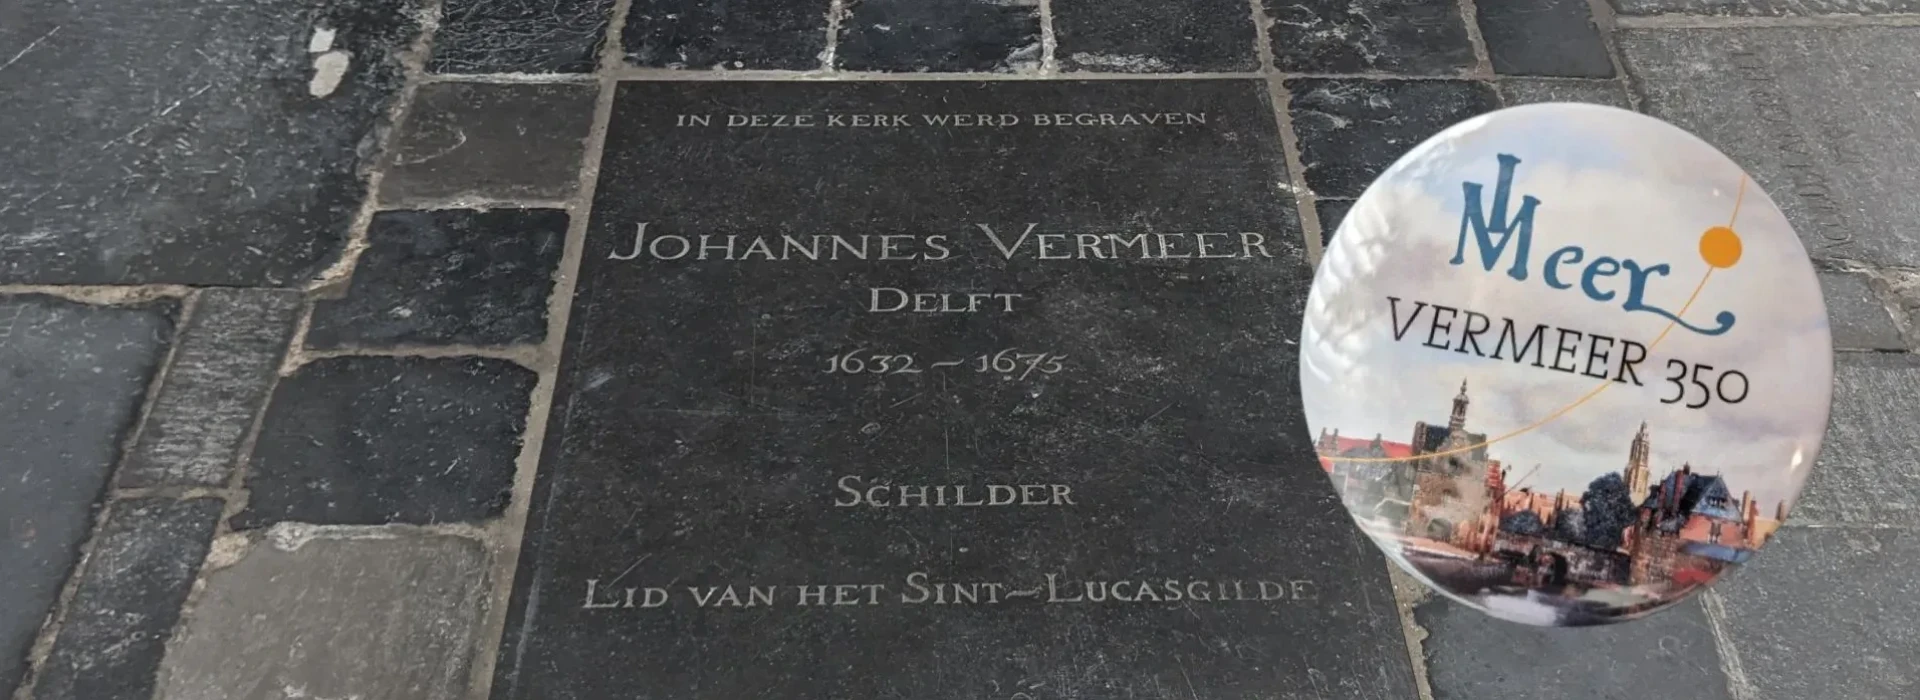 IN DEZE KERK WERD BEGRAVEN
JOHANNES VERMEER
DELFT
1632 – 1675
SCHILDER
LID VAN HET SINT–LUCASGILDE
Meer
VERMEER 350